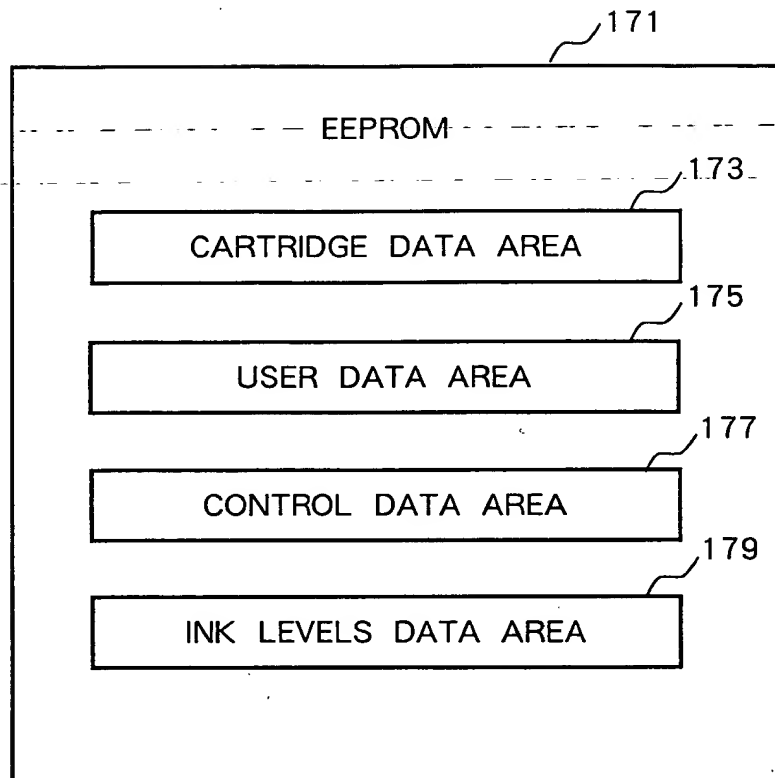 171
EEPROM
173
CARTRIDGE DATA AREA
175
USER DATA AREA
177
CONTROL DATA AREA
179
INK LEVELS DATA AREA